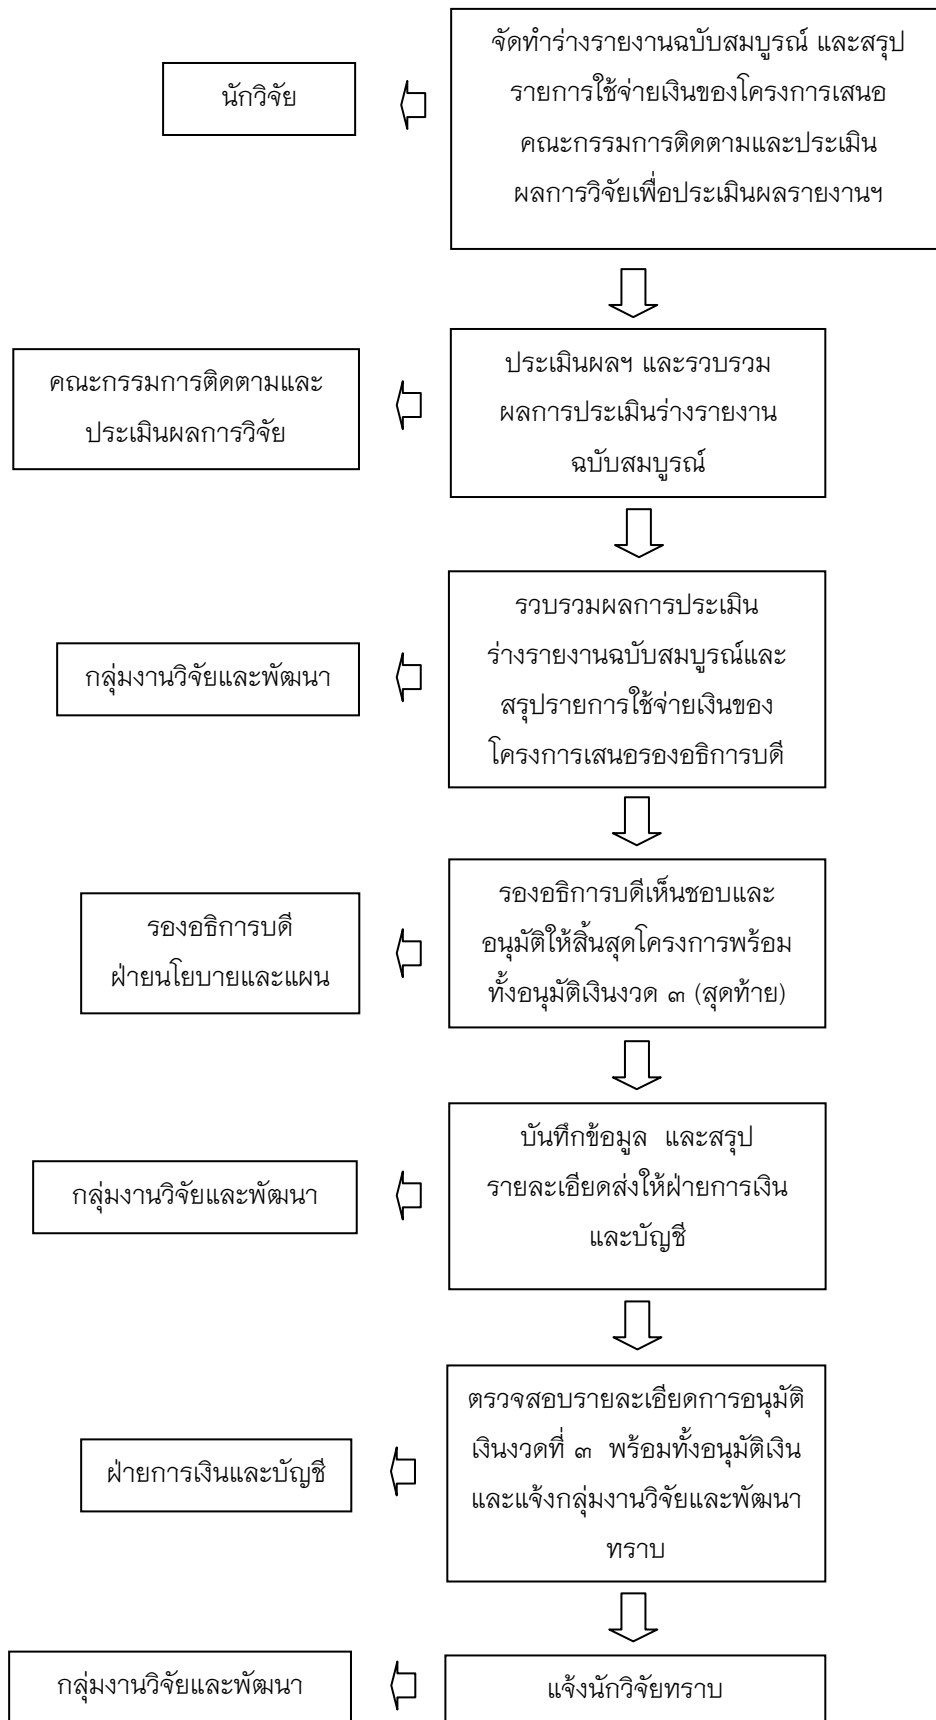 จัดทำร่างรายงานฉบับสมบูรณ์ และสรุป
รายการใช้จ่ายเงินของโครงการเสนอ
คณะกรรมการติดตามและประเมิน
ผลการวิจัยเพื่อประเมินผลรายงานฯ
นักวิจัย
ประเมินผลฯ และรวบรวม
ผลการประเมินร่างรายงาน
ฉบับสมบูรณ์
คณะกรรมการติดตามและ
ประเมินผลการวิจัย
รวบรวมผลการประเมิน
ร่างรายงานฉบับสมบูรณ์และ
สรุปรายการใช้จ่ายเงินของ
โครงการเสนอรองอธิการบดี
กลุ่มงานวิจัยและพัฒนา
รองอธิการบดีเห็นชอบและ
อนุมัติให้สิ้นสุดโครงการพร้อม
ทั้งอนุมัติเงินงวด ๓ (สุดท้าย)
รองอธิการบดี
ฝ่ายนโยบายและแผน
บันทึกข้อมูล และสรุป
รายละเอียดส่งให้ฝ่ายการเงิน
และบัญชี
กลุ่มงานวิจัยและพัฒนา
ตรวจสอบรายละเอียดการอนุมัติ
เงินงวดที่ ๓ พร้อมทั้งอนุมัติเงิน
และแจ้งกลุ่มงานวิจัยและพัฒนา
ทราบ
ฝ่ายการเงินและบัญชี
แจ้งนักวิจัยทราบ
กลุ่มงานวิจัยและพัฒนา